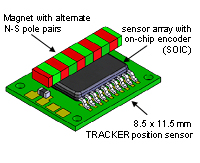 Magnet with alternate
N-S pole pairs
sensor array with
on-chip encoder
(SOIC)
8.5 x 11.5 mm
TRACKER position sensor